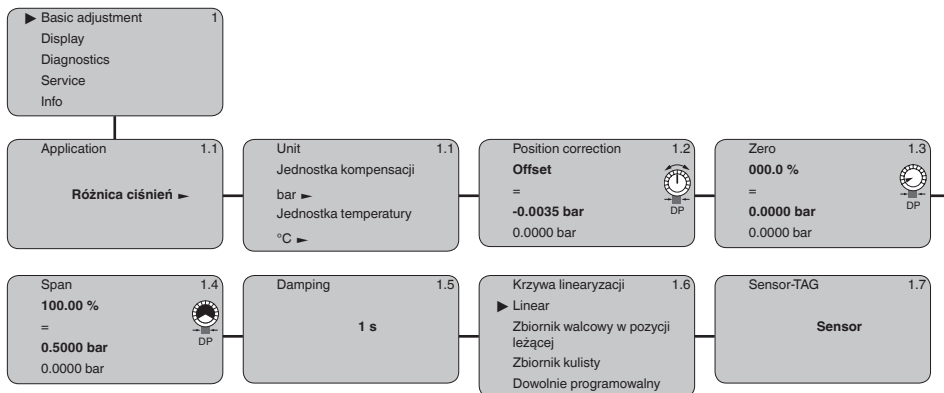 ▶ Basic adjustment 1
Display
Diagnostics
Service
Info
Application 1.1
Różnica ciśnień ►
Unit 1.1
Jednostka kompensacji
bar ►
Jednostka temperatury
°C ►
Position correction 1.2
Offset
=
-0.0035 bar
0.0000 bar
DP
Zero 1.3
000.0 %
=
0.0000 bar
0.0000 bar
DP
Span 1.4
100.00 %
=
0.5000 bar
0.0000 bar
DP
Damping 1.5
1 s
Krzywa linearyzacji 1.6
▶ Linear
Zbiornik walcowy w pozycji
leżącej
Zbiornik kulisty
Dowolnie programowalny
Sensor-TAG 1.7
Sensor